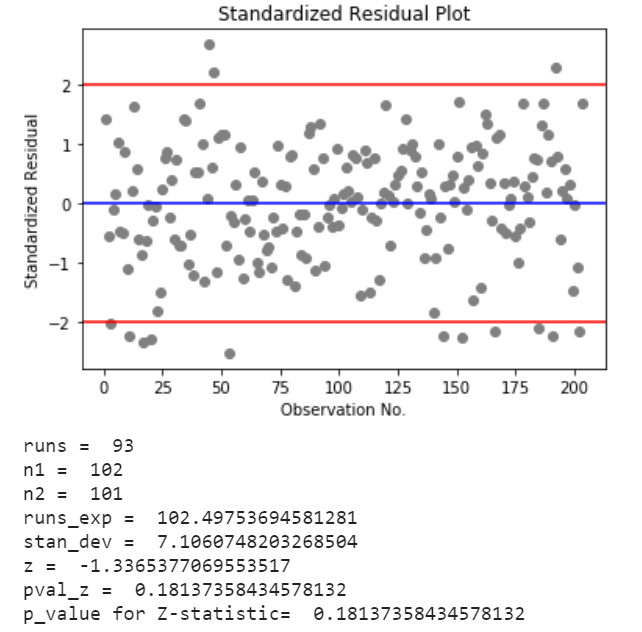 Standardized Residual Plot
Standardized Residual
2
1
0
−1
−2
0 25 50 75 100 125 150 175 200
Observation No.
runs =  93
n1 =  102
n2 =  101
runs_exp =  102.49753694581281
stan_dev =  7.1060748203268504
z =  -1.3365377069553517
pval_z =  0.18137358434578132
p_value for Z-statistic=  0.18137358434578132